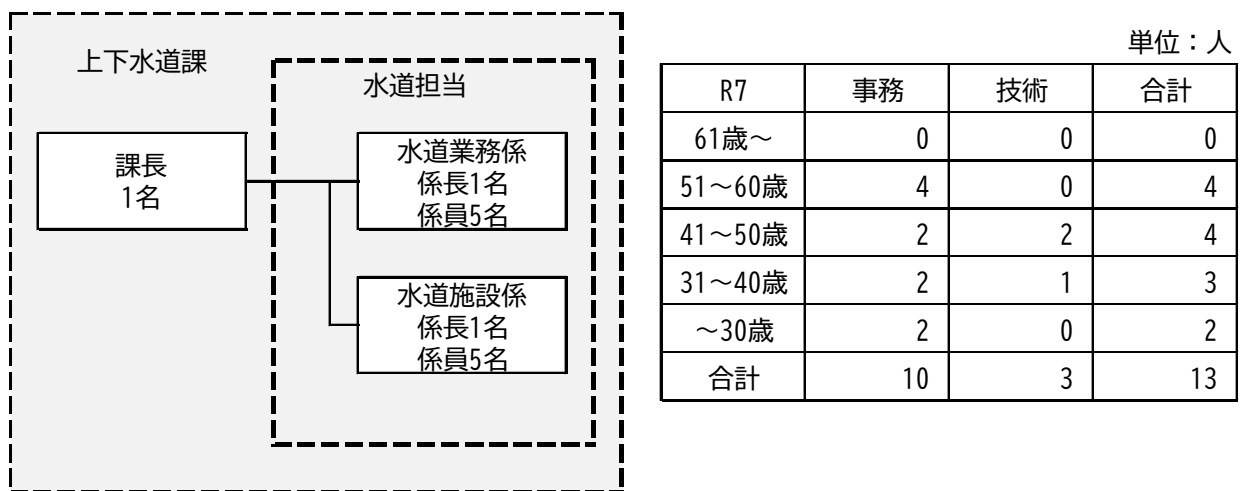 上下水道課
水道担当
課長
1名
水道業務係
係長1名
係員5名
水道施設係
係長1名
係員5名
単位：人
R7 事務 技術 合計
61歳～ 0 0 0
51～60歳 4 0 4
41～50歳 2 2 4
31～40歳 2 1 3
～30歳 2 0 2
合計 10 3 13